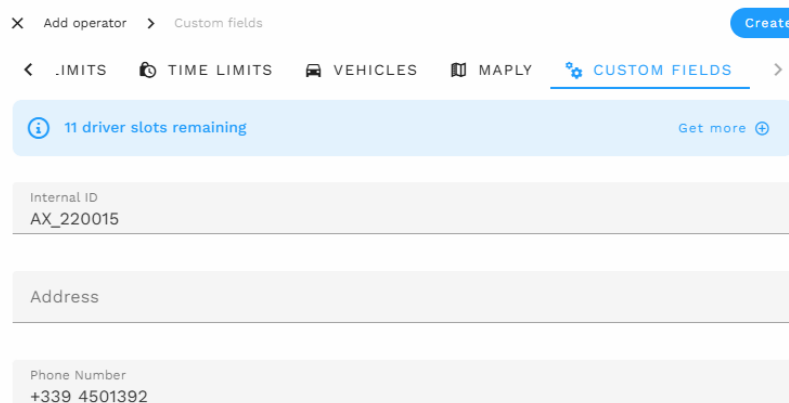 Add operator > Custom fields
Create
.IMITS TIME LIMITS VEHICLES MAPLY CUSTOM FIELDS
11 driver slots remaining Get more
Internal ID
AX_220015
Address
Phone Number
+339 4501392